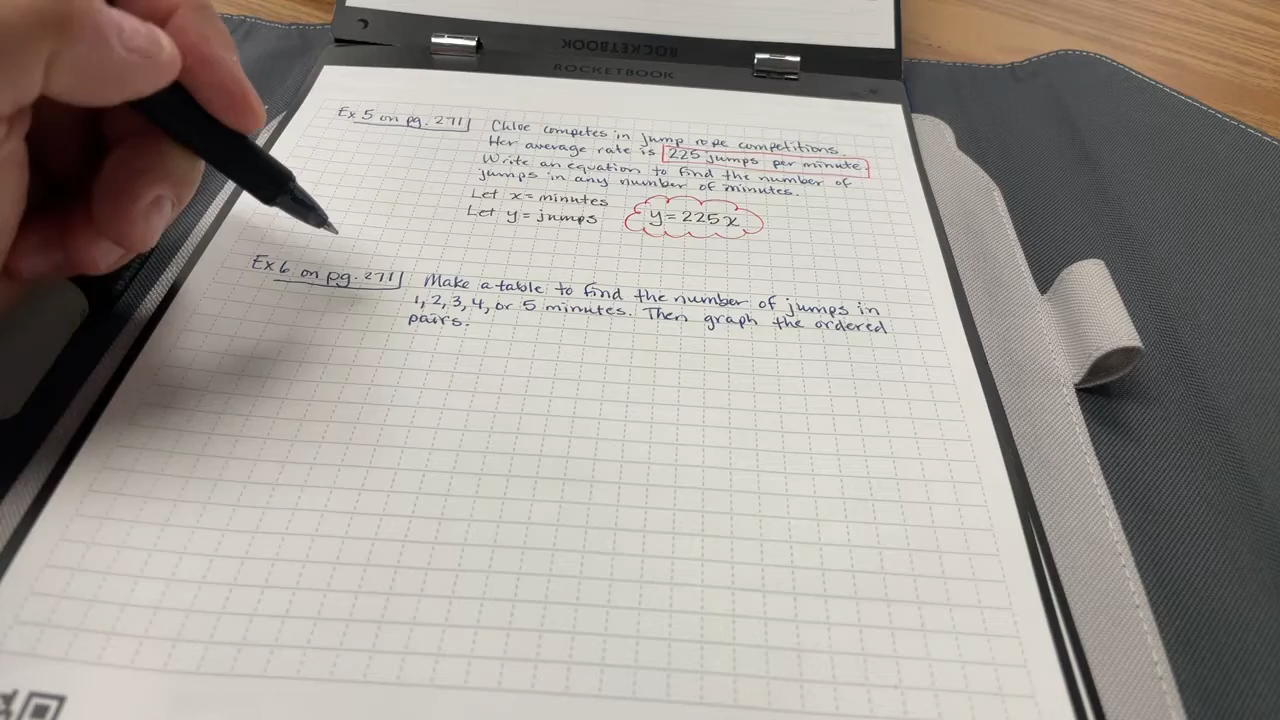 ROCKETBOOK
ROCKETBOOK
Ex 5 on pg. 271
Chloe competes in jump rope competitions.
Her average rate is 225 jumps per minute.
Write an equation to find the number of
jumps in any number of minutes.
Let x = minutes
Let y = jumps
y = 225x
Ex 6 on pg. 271
Make a table to find the number of jumps in
1, 2, 3, 4, or 5 minutes. Then graph the ordered
pairs.